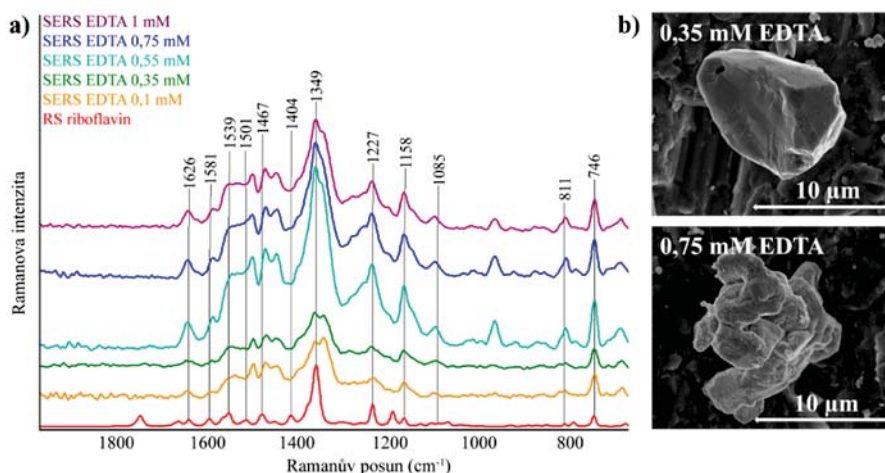 a)
SERS EDTA 1 mM
SERS EDTA 0,75 mM
SERS EDTA 0,55 mM
SERS EDTA 0,35 mM
SERS EDTA 0,1 mM
RS riboflavin
1626
1581
1539
1501
1467
1404
1349
1227
1158
1085
811
746
Ramanova intenzita
1800
1600
1400
1200
1000
800
Ramanův posun (cm⁻¹)
b)
0,35 mM EDTA
10 µm
0,75 mM EDTA
10 µm